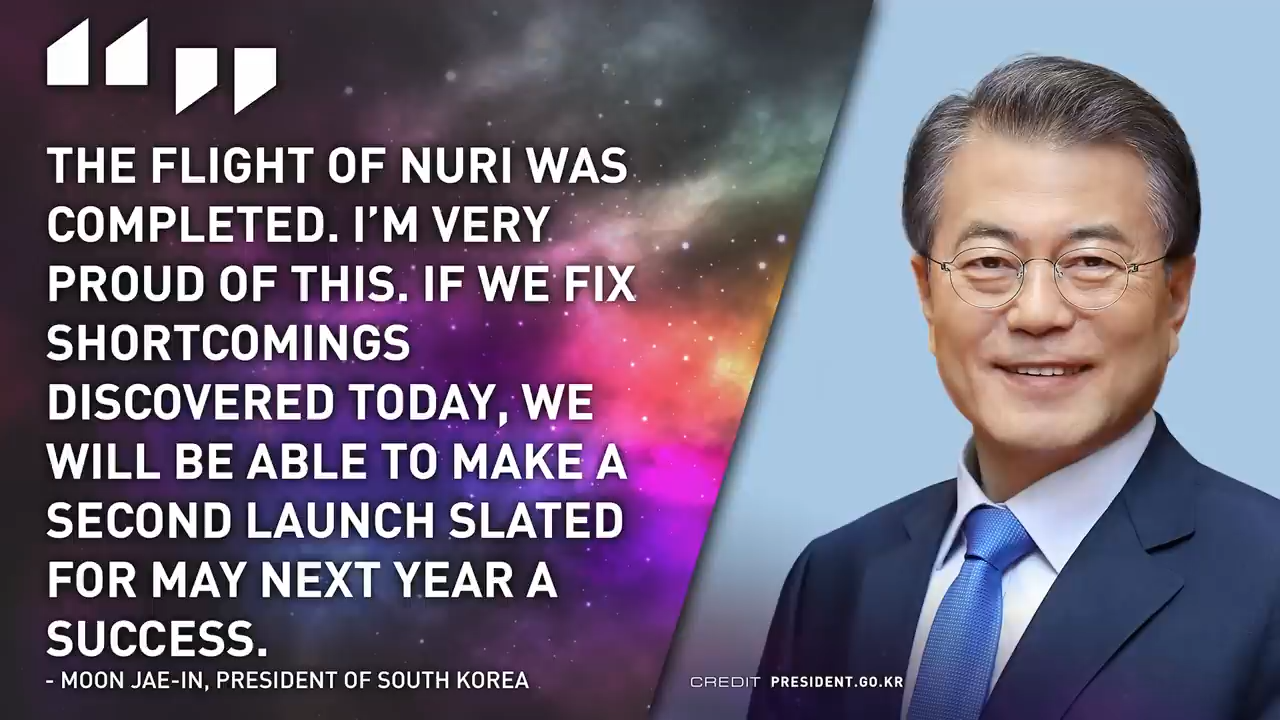 THE FLIGHT OF NURI WAS
COMPLETED. I'M VERY
PROUD OF THIS. IF WE FIX
SHORTCOMINGS
DISCOVERED TODAY, WE
WILL BE ABLE TO MAKE A
SECOND LAUNCH SLATED
FOR MAY NEXT YEAR A
SUCCESS.
- MOON JAE-IN, PRESIDENT OF SOUTH KOREA
CREDIT PRESIDENT.GO.KR